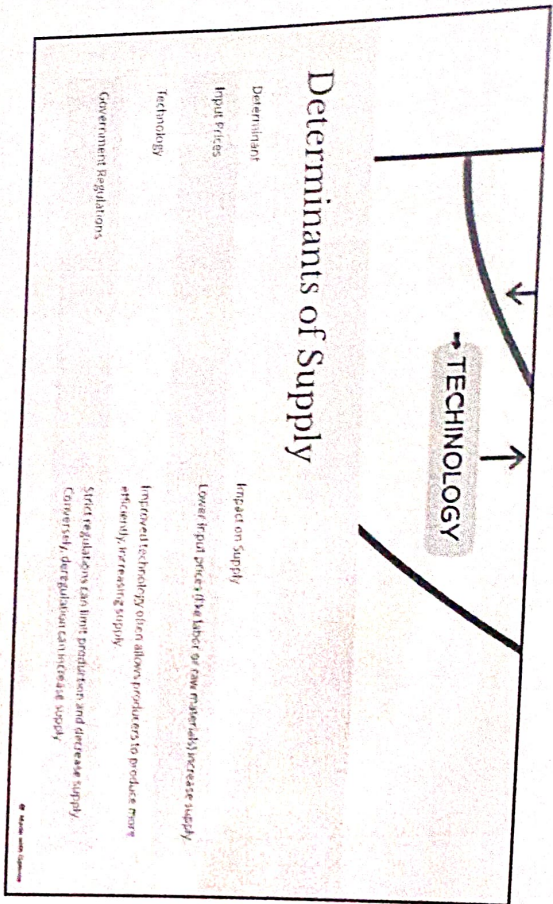 → TECHINOLOGY
Determinants of Supply
Determinant
Impact on Supply
Input Prices
Lower input prices (like labor or raw materials) increase supply.
Technology
Improved technology often allows producers to produce more
efficiently, increasing supply.
Government Regulations
Strict regulations can limit production and decrease supply.
Conversely, deregulation can increase supply.
Made with Gamma